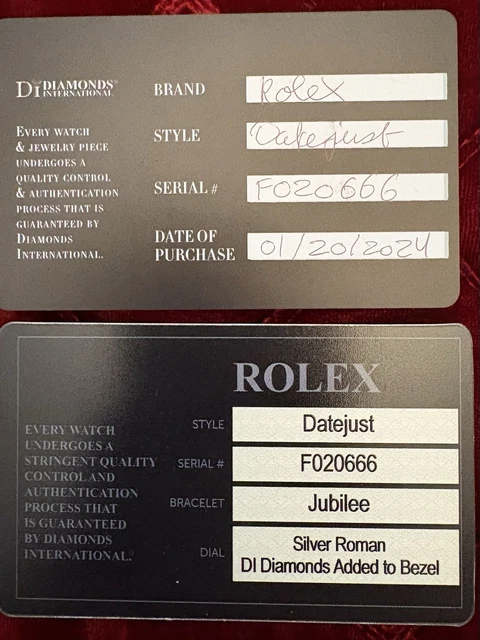 DI DIAMONDS™
INTERNATIONAL
EVERY WATCH
& JEWELRY PIECE
UNDERGOES A
QUALITY CONTROL
& AUTHENTICATION
PROCESS THAT IS
GUARANTEED BY
DIAMONDS
INTERNATIONAL.
BRAND Rolex
STYLE Datejust
SERIAL # F020666
DATE OF
PURCHASE 01/20/2024
ROLEX
EVERY WATCH
UNDERGOES A
STRINGENT QUALITY
CONTROL AND
AUTHENTICATION
PROCESS THAT
IS GUARANTEED
BY DIAMONDS
INTERNATIONAL.
STYLE Datejust
SERIAL # F020666
BRACELET Jubilee
DIAL Silver Roman
DI Diamonds Added to Bezel